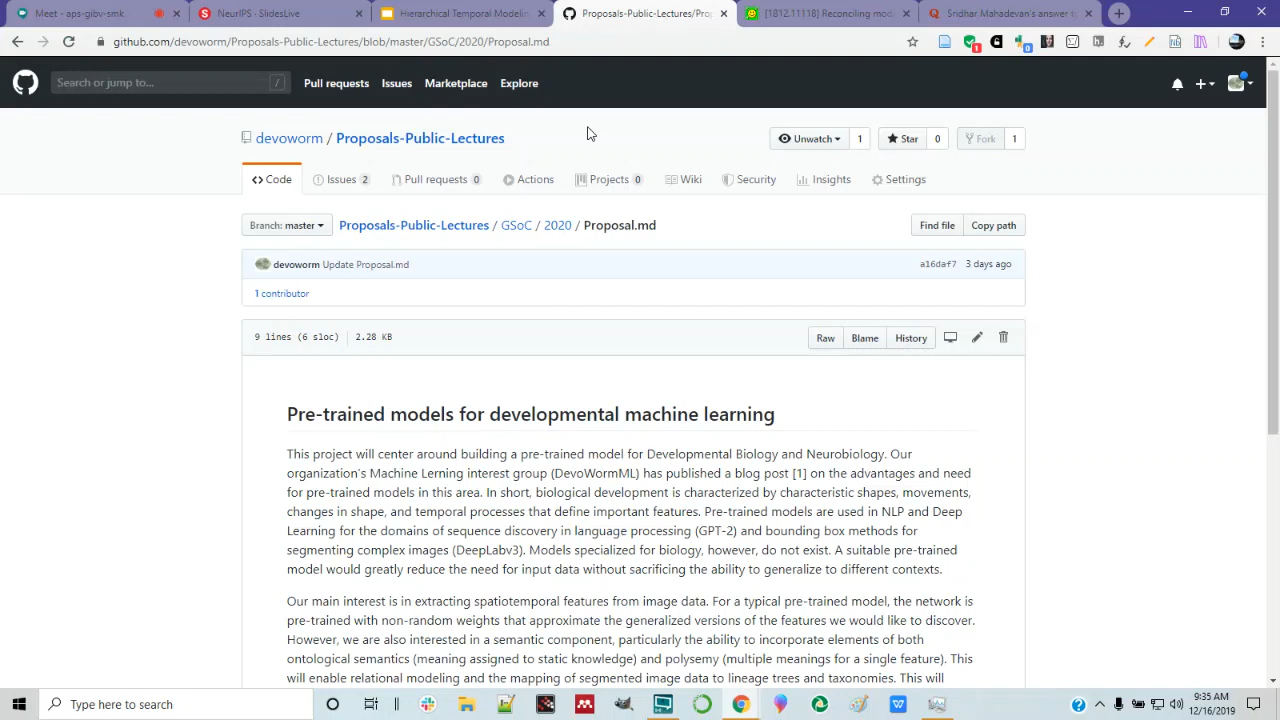 Meet - aps-gibv-smk
NeurIPS - SlidesLive
Hierarchical Temporal Modelin
Proposals-Public-Lectures/Prop
[1812.11118] Reconciling mod
Sridhar Mahadevan's answer t
github.com/devoworm/Proposals-Public-Lectures/blob/master/GSoC/2020/Proposal.md
Search or jump to...
/
Pull requests Issues Marketplace Explore
devoworm / Proposals-Public-Lectures
Unwatch 1 Star 0 Fork 1
Code Issues 2 Pull requests 0 Actions Projects 0 Wiki Security Insights Settings
Branch: master Proposals-Public-Lectures / GSoC / 2020 / Proposal.md Find file Copy path
devoworm Update Proposal.md a16daf7 3 days ago
1 contributor
9 lines (6 sloc) 2.28 KB Raw Blame History
Pre-trained models for developmental machine learning
This project will center around building a pre-trained model for Developmental Biology and Neurobiology. Our
organization's Machine Lerning interest group (DevoWormML) has published a blog post [1] on the advantages and need
for pre-trained models in this area. In short, biological development is characterized by characteristic shapes, movements,
changes in shape, and temporal processes that define important features. Pre-trained models are used in NLP and Deep
Learning for the domains of sequence discovery in language processing (GPT-2) and bounding box methods for
segmenting complex images (DeepLabv3). Models specialized for biology, however, do not exist. A suitable pre-trained
model would greatly reduce the need for input data without sacrificing the ability to generalize to different contexts.
Our main interest is in extracting spatiotemporal features from image data. For a typical pre-trained model, the network is
pre-trained with non-random weights that approximate the generalized versions of the features we would like to discover.
However, we are also interested in a semantic component, particularly the ability to incorporate elements of both
ontological semantics (meaning assigned to static knowledge) and polysemy (multiple meanings for a single feature). This
will enable relational modeling and the mapping of segmented image data to lineage trees and taxonomies. This will
Type here to search
9:35 AM
12/16/2019